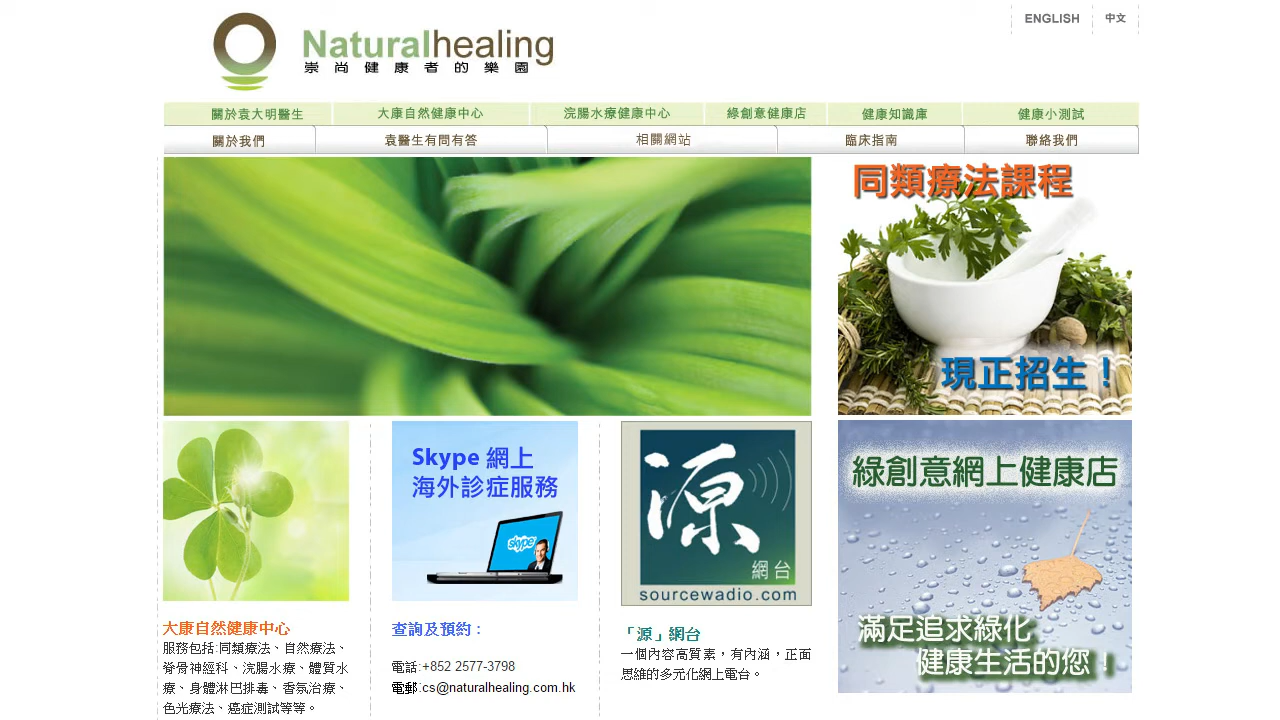 ENGLISH 中文
Naturalhealing
崇尚健康者的樂園
關於袁大明醫生 大康自然健康中心 浣腸水療健康中心 綠創意健康店 健康知識庫 健康小測試
關於我們 袁醫生有問有答 相關網站 臨床指南 聯絡我們
同類療法課程
現正招生！
Skype 網上
海外診症服務
skype
源
網台
sourcewadio.com
綠創意網上健康店
滿足追求綠化
健康生活的您！
大康自然健康中心
服務包括:同類療法、自然療法、
脊骨神經科、浣腸水療、體質水
療、身體淋巴排毒、香氛治療、
色光療法、癌症測試等等。
查詢及預約：
電話:+852 2577-3798
電郵:cs@naturalhealing.com.hk
「源」網台
一個內容高質素，有內涵，正面
思維的多元化網上電台。